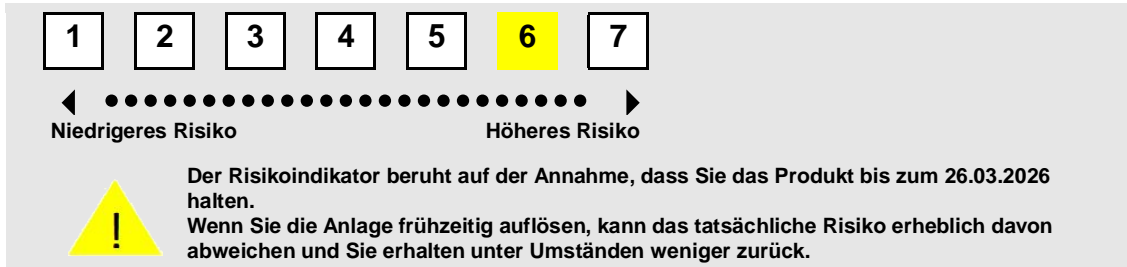 1 2 3 4 5 6 7
Niedrigeres Risiko Höheres Risiko
Der Risikoindikator beruht auf der Annahme, dass Sie das Produkt bis zum 26.03.2026
halten.
Wenn Sie die Anlage frühzeitig auflösen, kann das tatsächliche Risiko erheblich davon
abweichen und Sie erhalten unter Umständen weniger zurück.
!